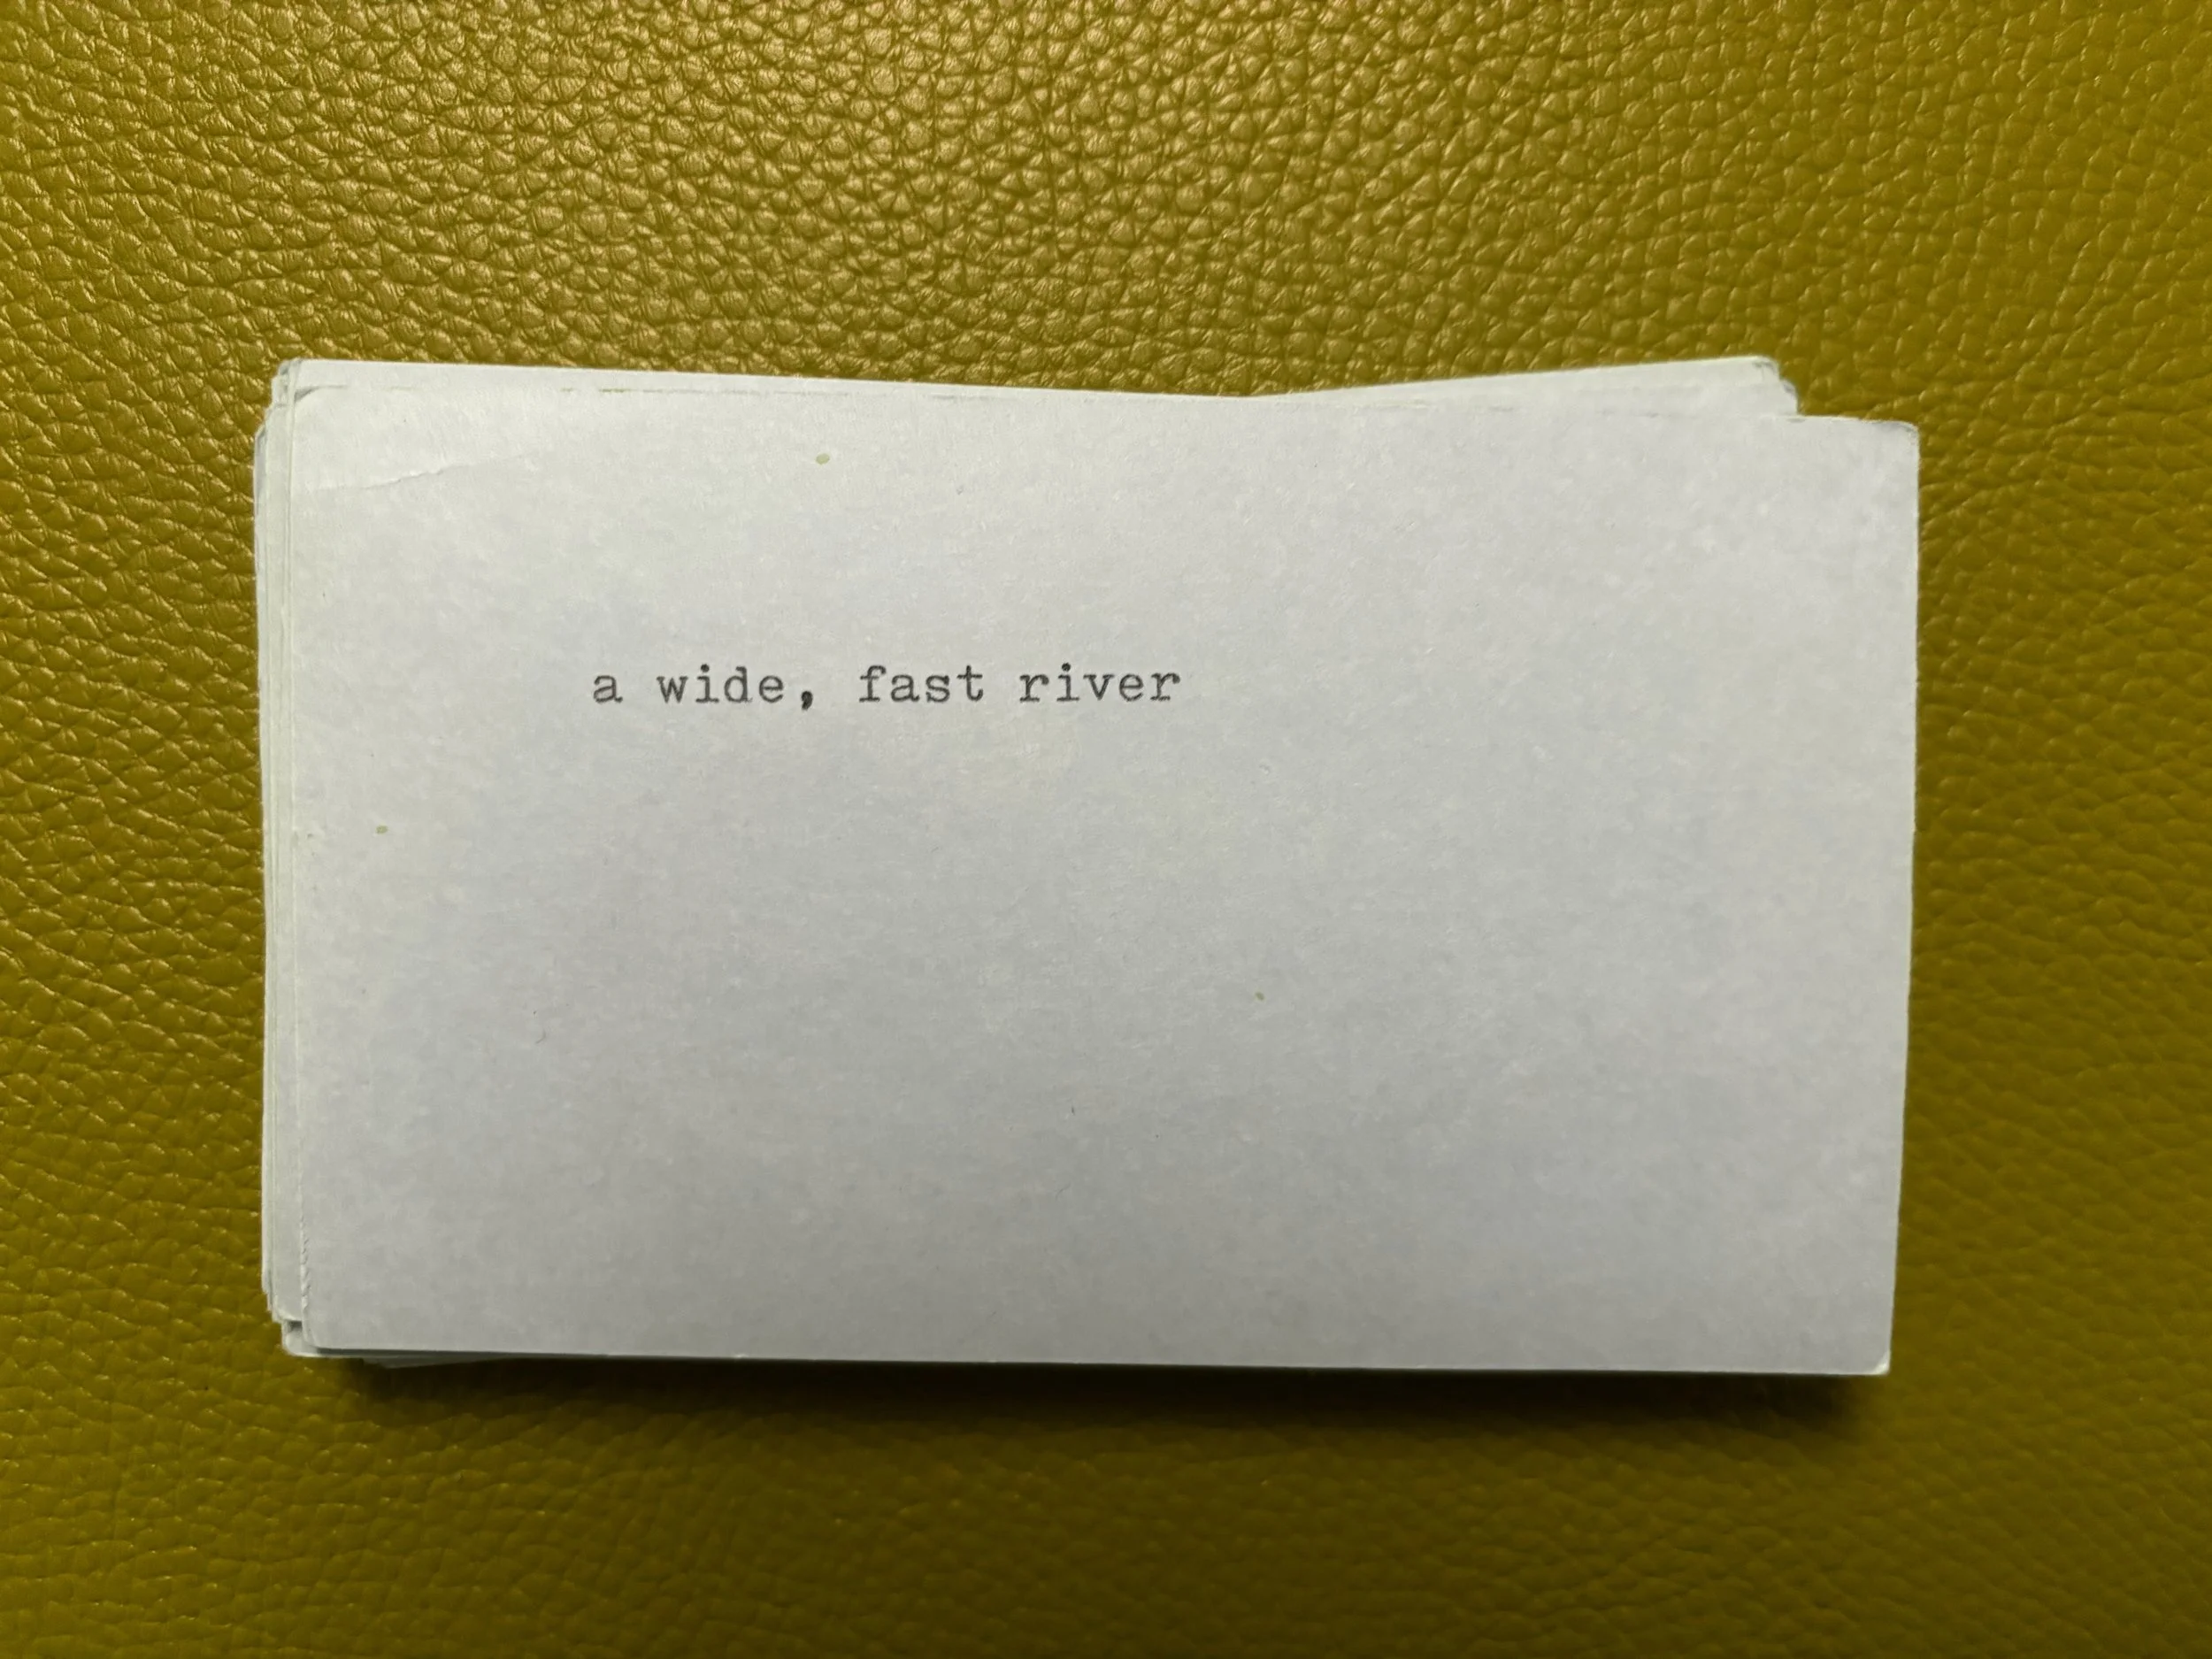 a wide, fast river